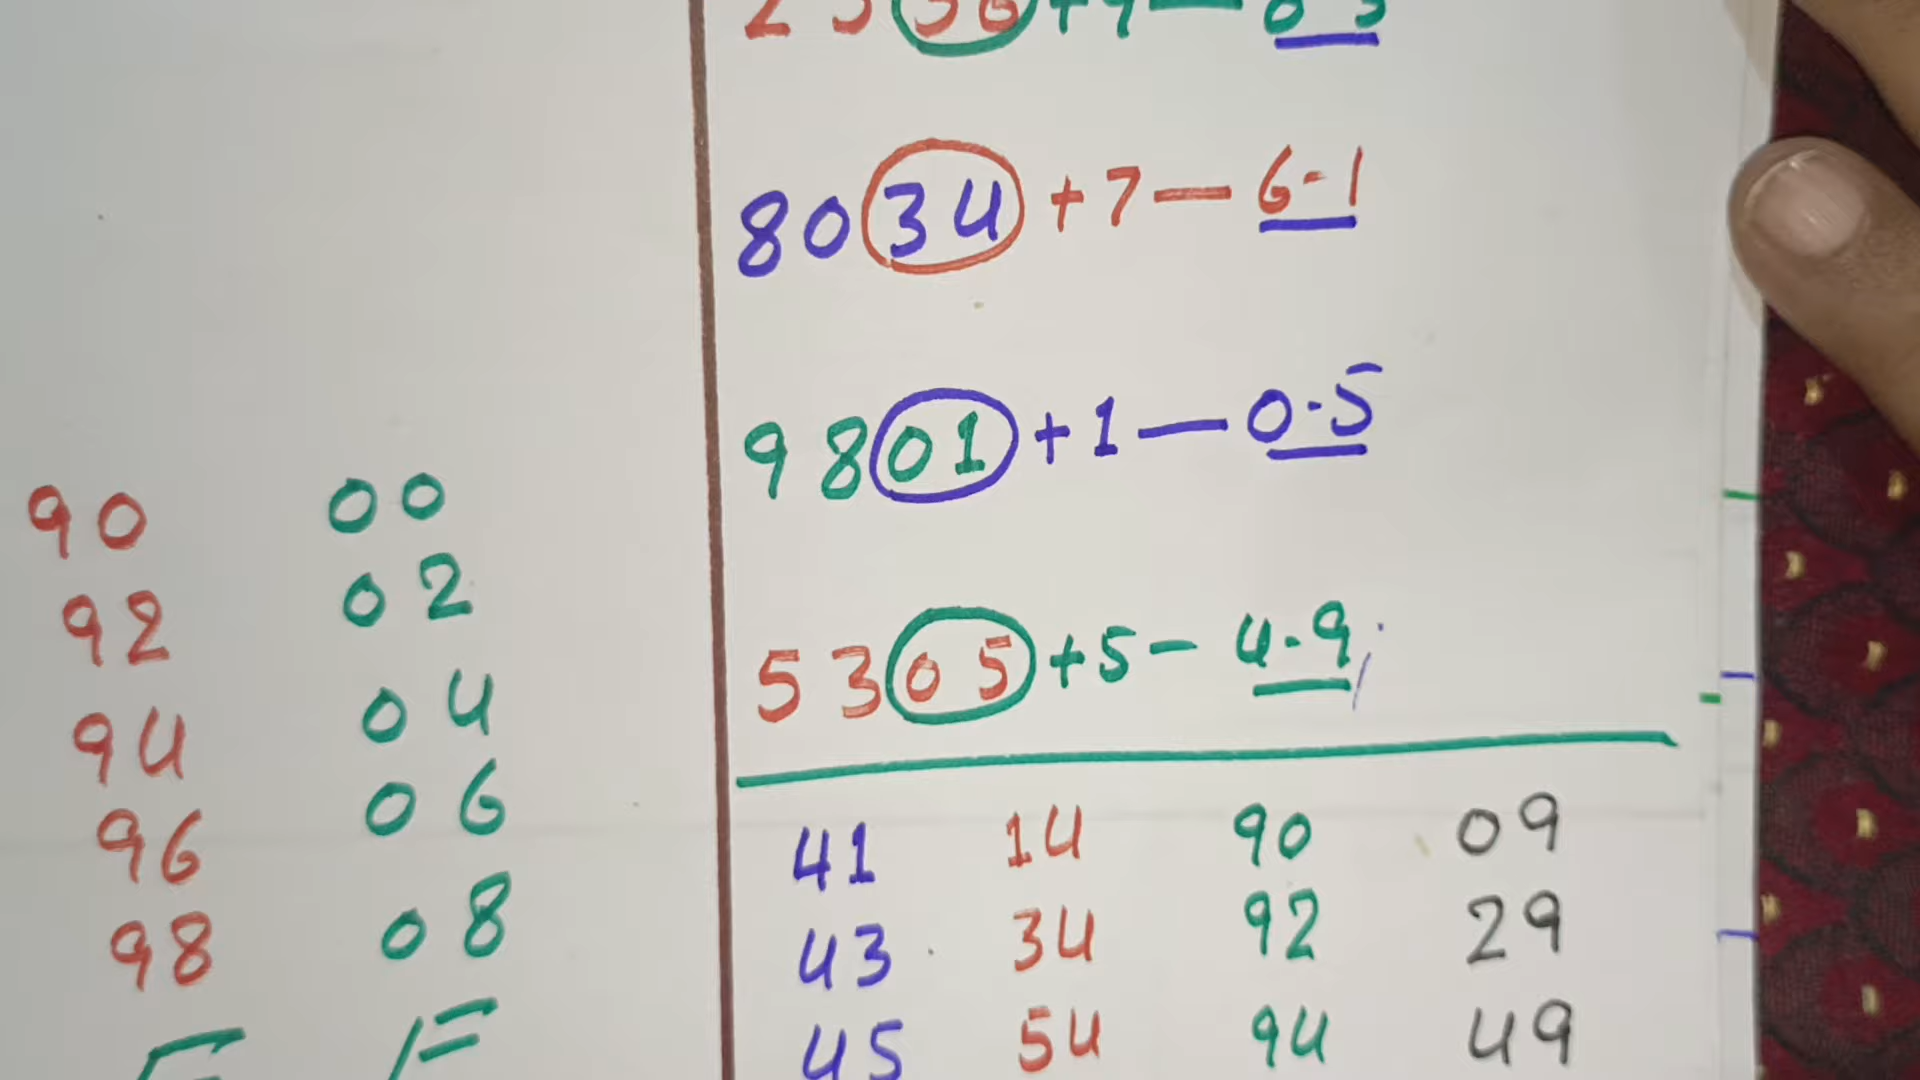 8034 +7 — 6-1
9801 +1 — 0-5
5305 +5 - 4-9
90 00
92 02
94 04
96 06
98 08
41 14 90 09
43 34 92 29
45 54 94 49